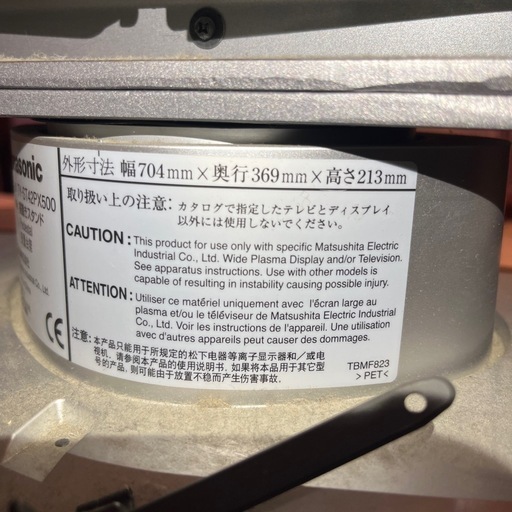 外形寸法 幅704mm×奥行369mm×高さ213mm
取り扱い上の注意: カタログで指定したテレビとディスプレイ
以外には使用しないでください。
CAUTION: This product for use only with specific Matsushita Electric
Industrial Co., Ltd. Wide Plasma Display and/or Television.
See apparatus instructions. Use with other models is
capable of resulting in instability causing possible injury.
ATTENTION: Utiliser ce matériel uniquement avec l'écran large au
plasma et/ou le téléviseur de Matsushita Electric Industrial
Co., Ltd. Voir les instructions de l'appareil. Une utilisation
avec d'autres appareils peut causer des dommages.
注意: 本产品只能用于所规定的松下电器等离子显示器和/或电
视机。请参阅本产品的使用说明书。如果将本品用于其它型
号的产品，则可能由于放置不稳而产生伤害事故。
TBMF823
>PET<
CE